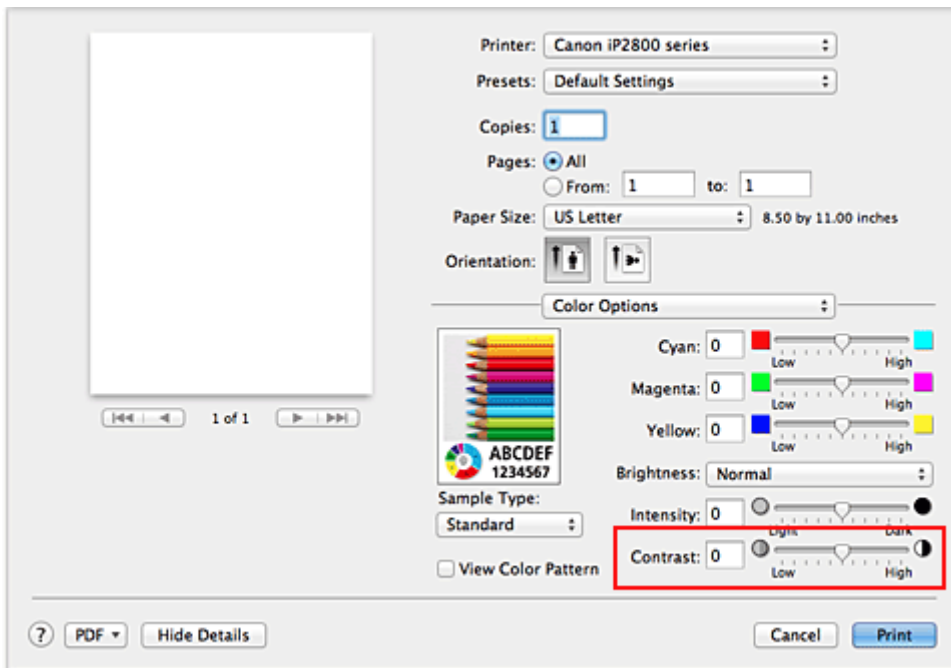 Printer: Canon iP2800 series
Presets: Default Settings
Copies: 1
Pages: All
From: 1 to: 1
Paper Size: US Letter 8.50 by 11.00 inches
Orientation:
Color Options
Cyan: 0
Low High
Magenta: 0
Low High
Yellow: 0
Low High
Brightness: Normal
Intensity: 0
Light Dark
Contrast: 0
Low High
ABCDEF
1234567
Sample Type:
Standard
View Color Pattern
1 of 1
? PDF Hide Details Cancel Print